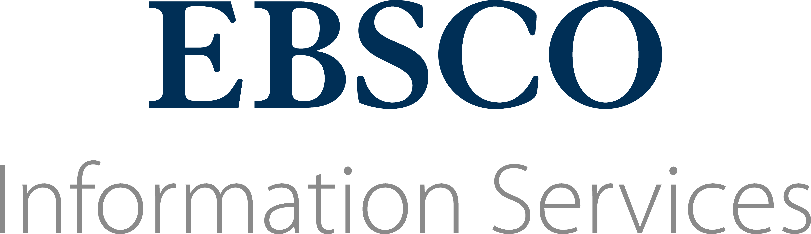 EBSCO
Information Services